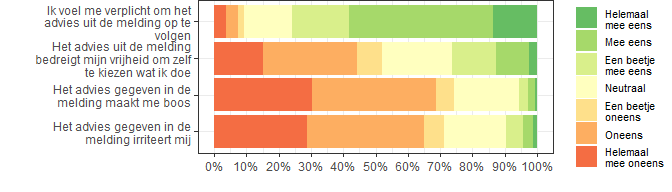 Ik voel me verplicht om het
advies uit de melding op te
volgen
Het advies uit de melding
bedreigt mijn vrijheid om zelf
te kiezen wat ik doe
Het advies gegeven in de
melding maakt me boos
Het advies gegeven in de
melding irriteert mij
0% 10% 20% 30% 40% 50% 60% 70% 80% 90% 100%
Helemaal
mee eens
Mee eens
Een beetje
mee eens
Neutraal
Een beetje
oneens
Oneens
Helemaal
mee oneens